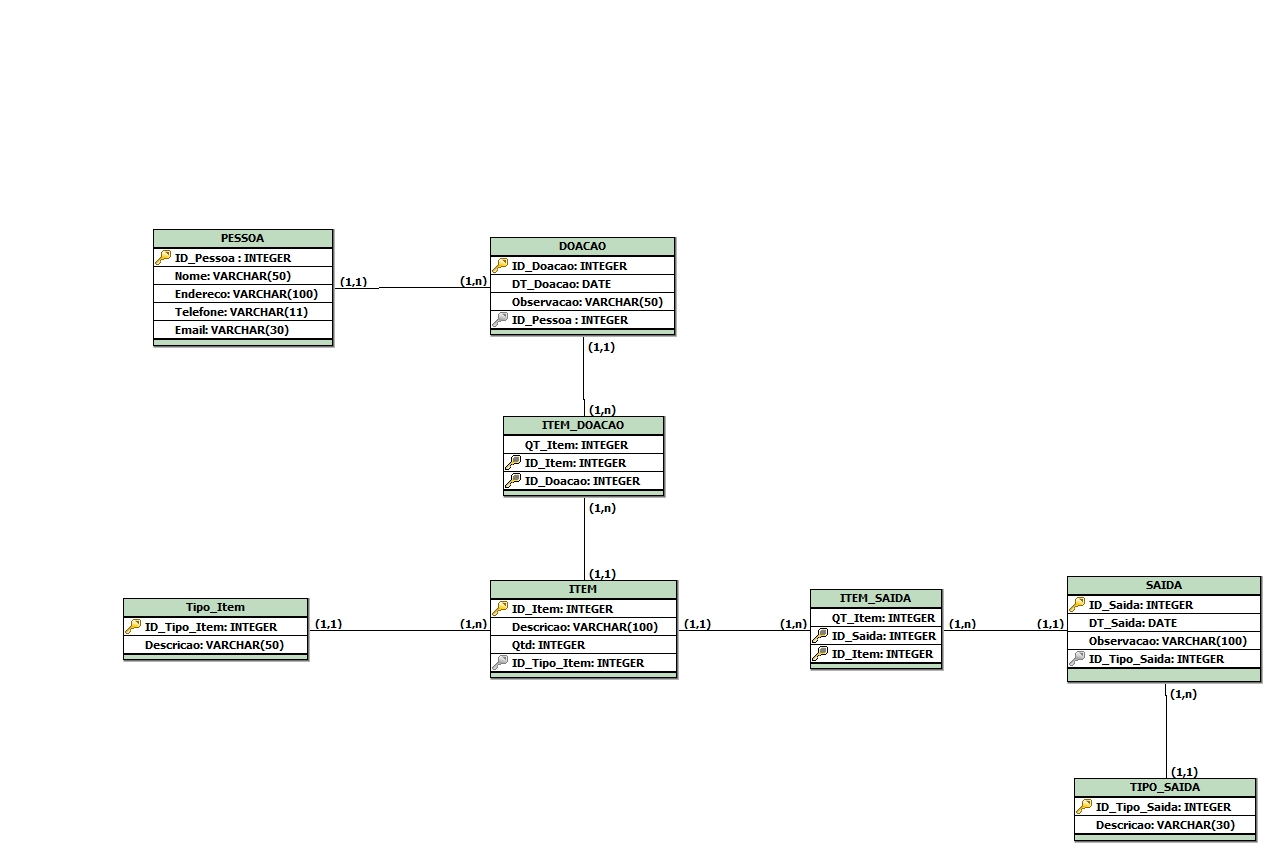 PESSOA
ID_Pessoa : INTEGER
Nome: VARCHAR(50)
Endereco: VARCHAR(100)
Telefone: VARCHAR(11)
Email: VARCHAR(30)
(1,1)
(1,n)
DOACAO
ID_Doacao: INTEGER
DT_Doacao: DATE
Observacao: VARCHAR(50)
ID_Pessoa : INTEGER
(1,1)
(1,n)
ITEM_DOACAO
QT_Item: INTEGER
ID_Item: INTEGER
ID_Doacao: INTEGER
(1,n)
(1,1)
Tipo_Item
ID_Tipo_Item: INTEGER
Descricao: VARCHAR(50)
(1,1)
(1,n)
ITEM
ID_Item: INTEGER
Descricao: VARCHAR(100)
Qtd: INTEGER
ID_Tipo_Item: INTEGER
(1,1)
(1,n)
ITEM_SAIDA
QT_Item: INTEGER
ID_Saida: INTEGER
ID_Item: INTEGER
(1,n)
(1,1)
SAIDA
ID_Saida: INTEGER
DT_Saida: DATE
Observacao: VARCHAR(100)
ID_Tipo_Saida: INTEGER
(1,n)
(1,1)
TIPO_SAIDA
ID_Tipo_Saida: INTEGER
Descricao: VARCHAR(30)